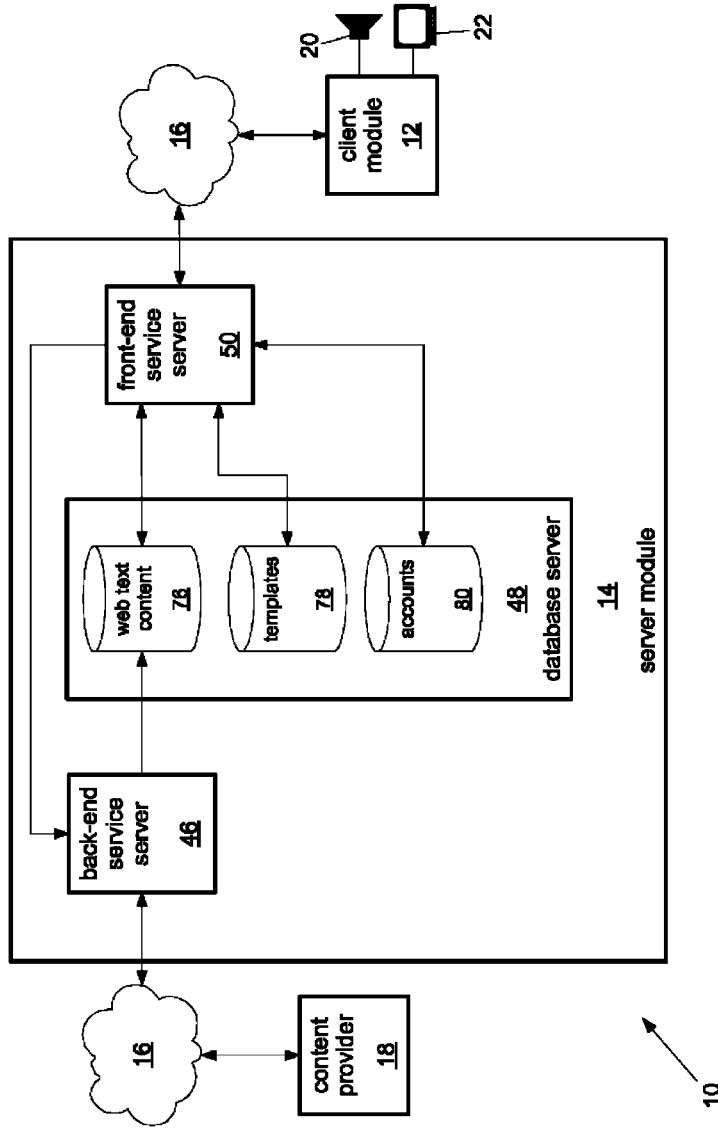 16
content
provider
18
10
back-end
service
server
46
web text
content
76
templates
78
accounts
80
48
database server
14
server module
front-end
service
server
50
16
client
module
12
20
22